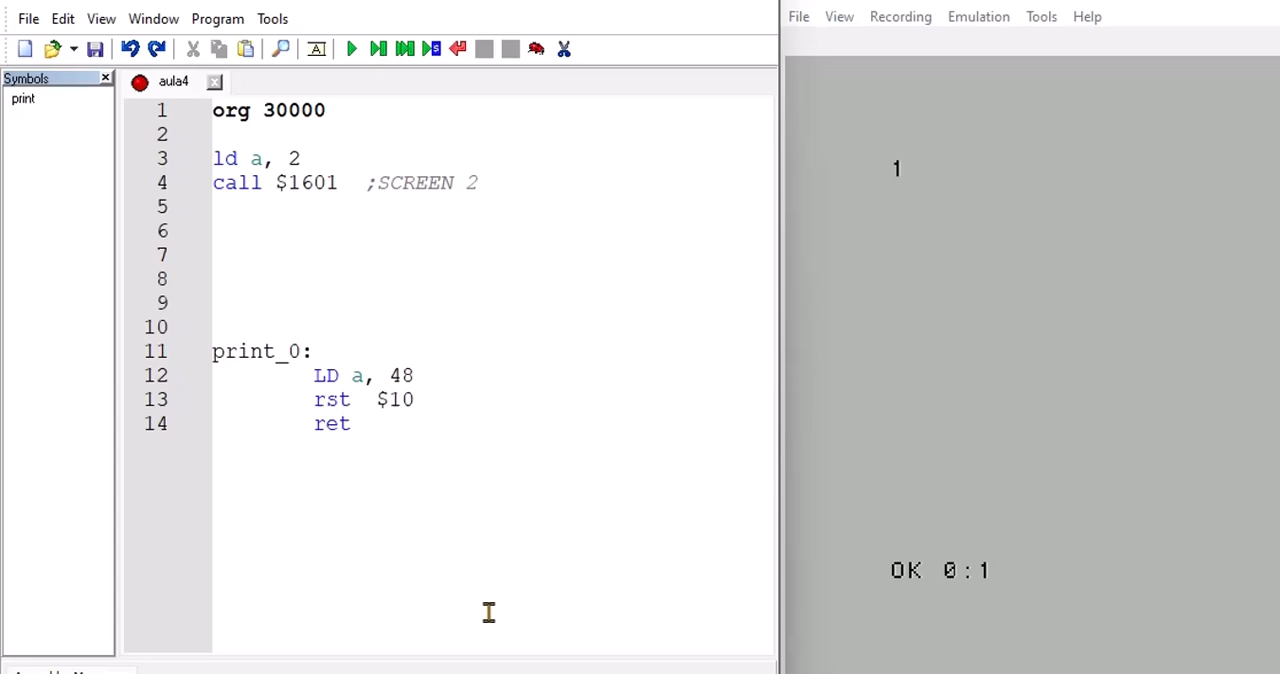 File Edit View Window Program Tools
File View Recording Emulation Tools Help
Symbols
print
aula4
1 org 30000
2
3 ld a, 2
4 call $1601 ;SCREEN 2
5
6
7
8
9
10
11 print_0:
12 LD a, 48
13 rst $10
14 ret
1
OK 0:1